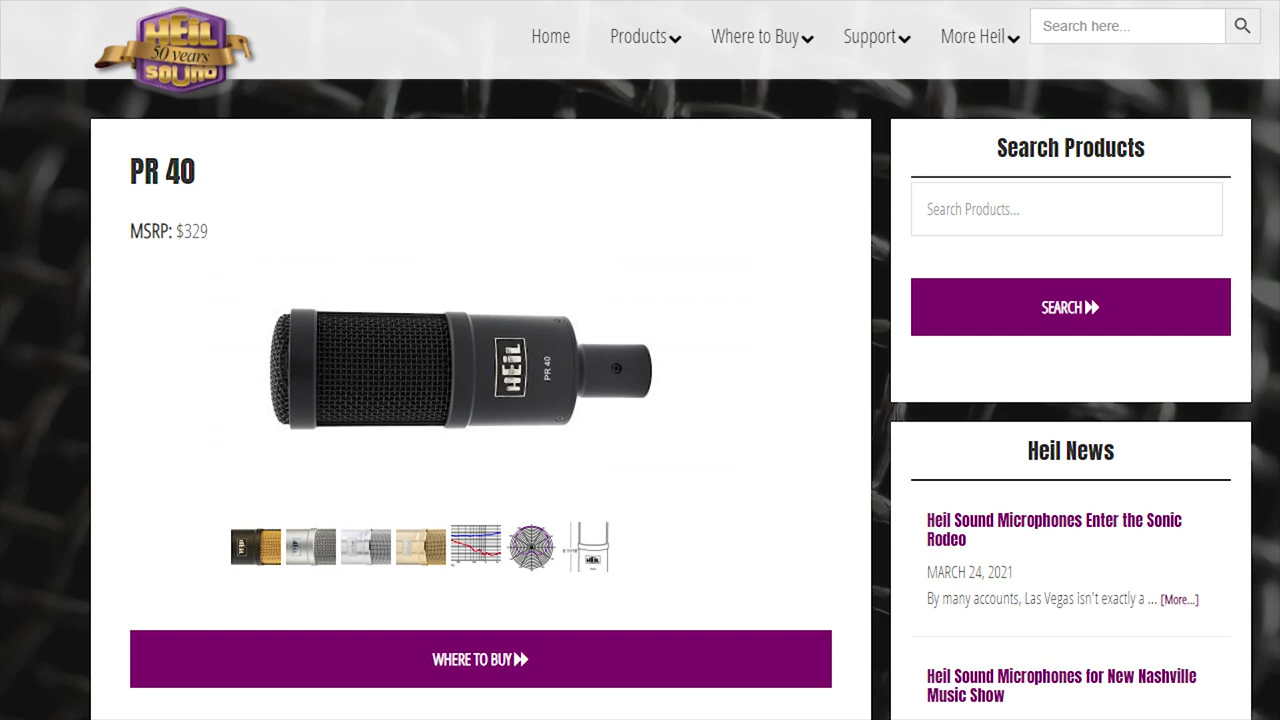 HEiL
50 years
SOUND
Home
Products
Where to Buy
Support
More Heil
Search here...
PR 40
MSRP: $329
HEiL
PR 40
WHERE TO BUY
Search Products
Search Products...
SEARCH
Heil News
Heil Sound Microphones Enter the Sonic
Rodeo
MARCH 24, 2021
By many accounts, Las Vegas isn't exactly a ... [More...]
Heil Sound Microphones for New Nashville
Music Show